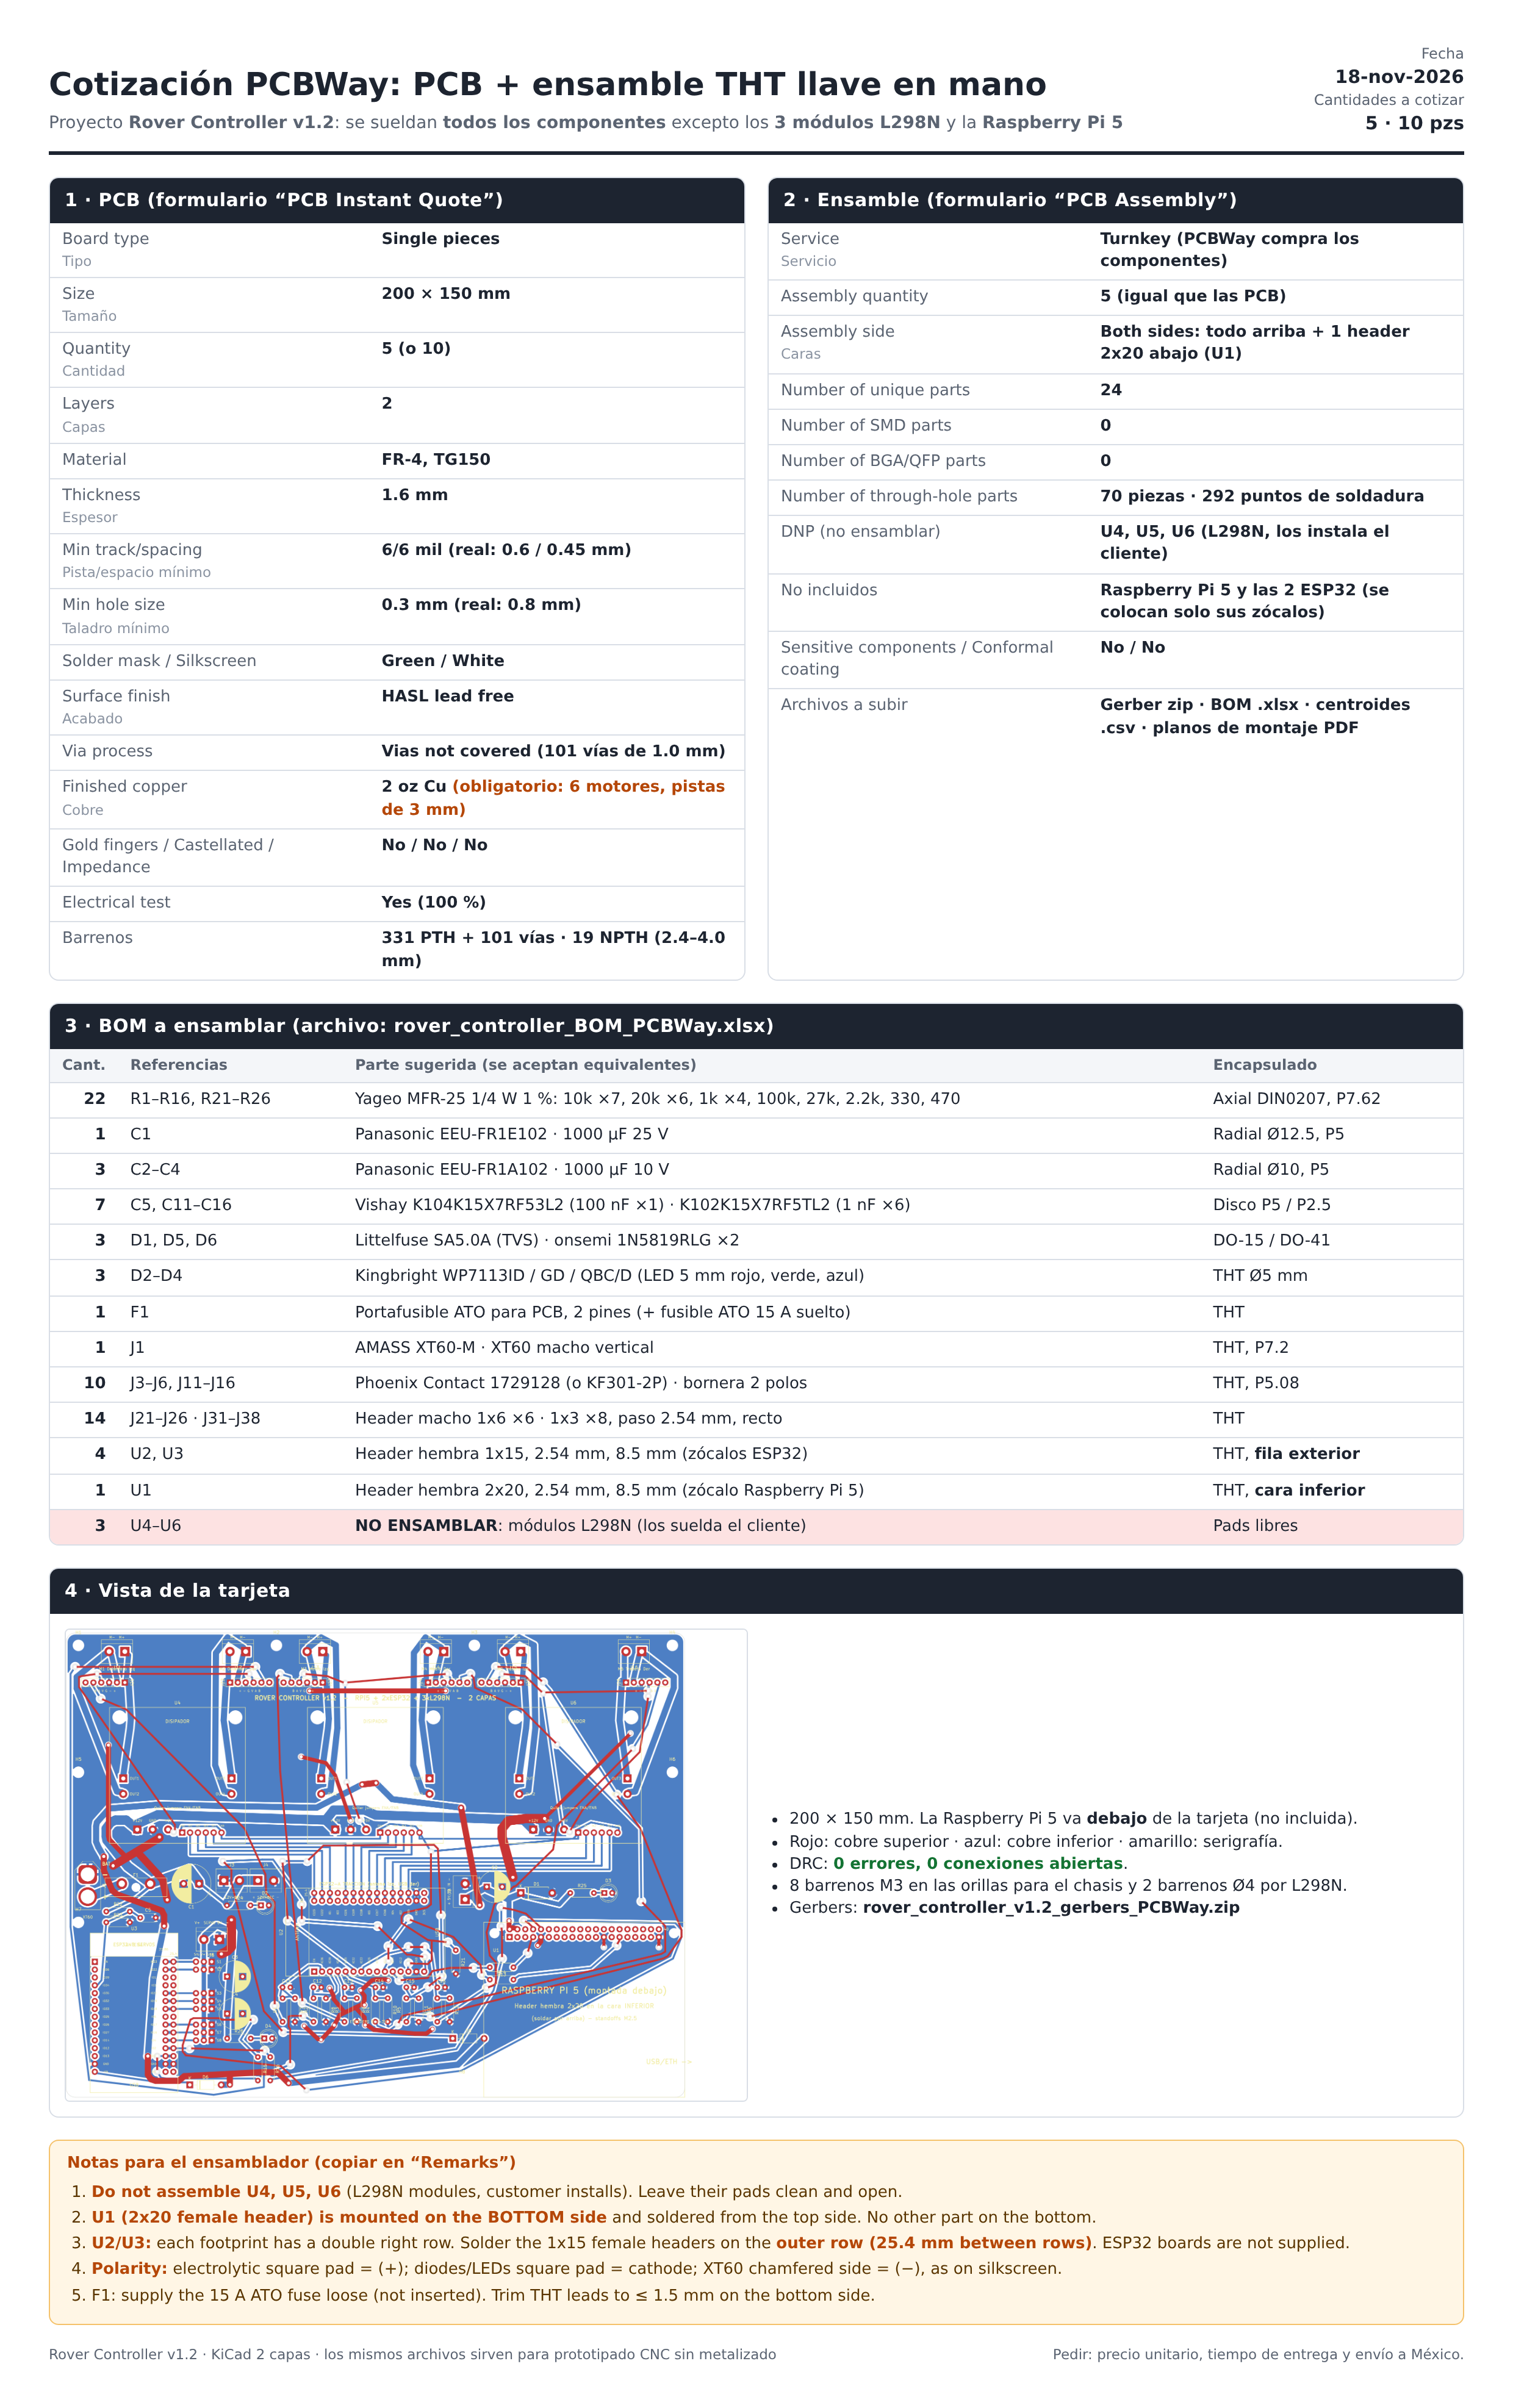 Fecha
18-nov-2026
Cantidades a cotizar
5 · 10 pzs
Cotización PCBWay: PCB + ensamble THT llave en mano
Proyecto Rover Controller v1.2: se sueldan todos los componentes excepto los 3 módulos L298N y la Raspberry Pi 5
1 · PCB (formulario “PCB Instant Quote”)
Board type Single pieces
Tipo
Size 200 × 150 mm
Tamaño
Quantity 5 (o 10)
Cantidad
Layers 2
Capas
Material FR-4, TG150
Thickness 1.6 mm
Espesor
Min track/spacing 6/6 mil (real: 0.6 / 0.45 mm)
Pista/espacio mínimo
Min hole size 0.3 mm (real: 0.8 mm)
Taladro mínimo
Solder mask / Silkscreen Green / White
Surface finish HASL lead free
Acabado
Via process Vias not covered (101 vías de 1.0 mm)
Finished copper 2 oz Cu (obligatorio: 6 motores, pistas
Cobre de 3 mm)
Gold fingers / Castellated / No / No / No
Impedance
Electrical test Yes (100 %)
Barrenos 331 PTH + 101 vías · 19 NPTH (2.4–4.0
mm)
2 · Ensamble (formulario “PCB Assembly”)
Service Turnkey (PCBWay compra los
Servicio componentes)
Assembly quantity 5 (igual que las PCB)
Assembly side Both sides: todo arriba + 1 header
Caras 2x20 abajo (U1)
Number of unique parts 24
Number of SMD parts 0
Number of BGA/QFP parts 0
Number of through-hole parts 70 piezas · 292 puntos de soldadura
DNP (no ensamblar) U4, U5, U6 (L298N, los instala el
cliente)
No incluidos Raspberry Pi 5 y las 2 ESP32 (se
colocan solo sus zócalos)
Sensitive components / Conformal No / No
coating
Archivos a subir Gerber zip · BOM .xlsx · centroides
.csv · planos de montaje PDF
3 · BOM a ensamblar (archivo: rover_controller_BOM_PCBWay.xlsx)
Cant. Referencias Parte sugerida (se aceptan equivalentes) Encapsulado
22 R1–R16, R21–R26 Yageo MFR-25 1/4 W 1 %: 10k ×7, 20k ×6, 1k ×4, 100k, 27k, 2.2k, 330, 470 Axial DIN0207, P7.62
1 C1 Panasonic EEU-FR1E102 · 1000 µF 25 V Radial Ø12.5, P5
3 C2–C4 Panasonic EEU-FR1A102 · 1000 µF 10 V Radial Ø10, P5
7 C5, C11–C16 Vishay K104K15X7RF53L2 (100 nF ×1) · K102K15X7RF5TL2 (1 nF ×6) Disco P5 / P2.5
3 D1, D5, D6 Littelfuse SA5.0A (TVS) · onsemi 1N5819RLG ×2 DO-15 / DO-41
3 D2–D4 Kingbright WP7113ID / GD / QBC/D (LED 5 mm rojo, verde, azul) THT Ø5 mm
1 F1 Portafusible ATO para PCB, 2 pines (+ fusible ATO 15 A suelto) THT
1 J1 AMASS XT60-M · XT60 macho vertical THT, P7.2
10 J3–J6, J11–J16 Phoenix Contact 1729128 (o KF301-2P) · bornera 2 polos THT, P5.08
14 J21–J26 · J31–J38 Header macho 1x6 ×6 · 1x3 ×8, paso 2.54 mm, recto THT
4 U2, U3 Header hembra 1x15, 2.54 mm, 8.5 mm (zócalos ESP32) THT, fila exterior
1 U1 Header hembra 2x20, 2.54 mm, 8.5 mm (zócalo Raspberry Pi 5) THT, cara inferior
3 U4–U6 NO ENSAMBLAR: módulos L298N (los suelda el cliente) Pads libres
4 · Vista de la tarjeta
ROVER CONTROLLER v1.2 2 CAPAS
DISIPADOR DISIPADOR DISIPADOR
RASPBERRY PI 5 (montada debajo)
USB/ETH
• 200 × 150 mm. La Raspberry Pi 5 va debajo de la tarjeta (no incluida).
• Rojo: cobre superior · azul: cobre inferior · amarillo: serigrafía.
• DRC: 0 errores, 0 conexiones abiertas.
• 8 barrenos M3 en las orillas para el chasis y 2 barrenos Ø4 por L298N.
• Gerbers: rover_controller_v1.2_gerbers_PCBWay.zip
Notas para el ensamblador (copiar en “Remarks”)
1. Do not assemble U4, U5, U6 (L298N modules, customer installs). Leave their pads clean and open.
2. U1 (2x20 female header) is mounted on the BOTTOM side and soldered from the top side. No other part on the bottom.
3. U2/U3: each footprint has a double right row. Solder the 1x15 female headers on the outer row (25.4 mm between rows). ESP32 boards are not supplied.
4. Polarity: electrolytic square pad = (+); diodes/LEDs square pad = cathode; XT60 chamfered side = (−), as on silkscreen.
5. F1: supply the 15 A ATO fuse loose (not inserted). Trim THT leads to ≤ 1.5 mm on the bottom side.
Rover Controller v1.2 · KiCad 2 capas · los mismos archivos sirven para prototipado CNC sin metalizado
Pedir: precio unitario, tiempo de entrega y envío a México.